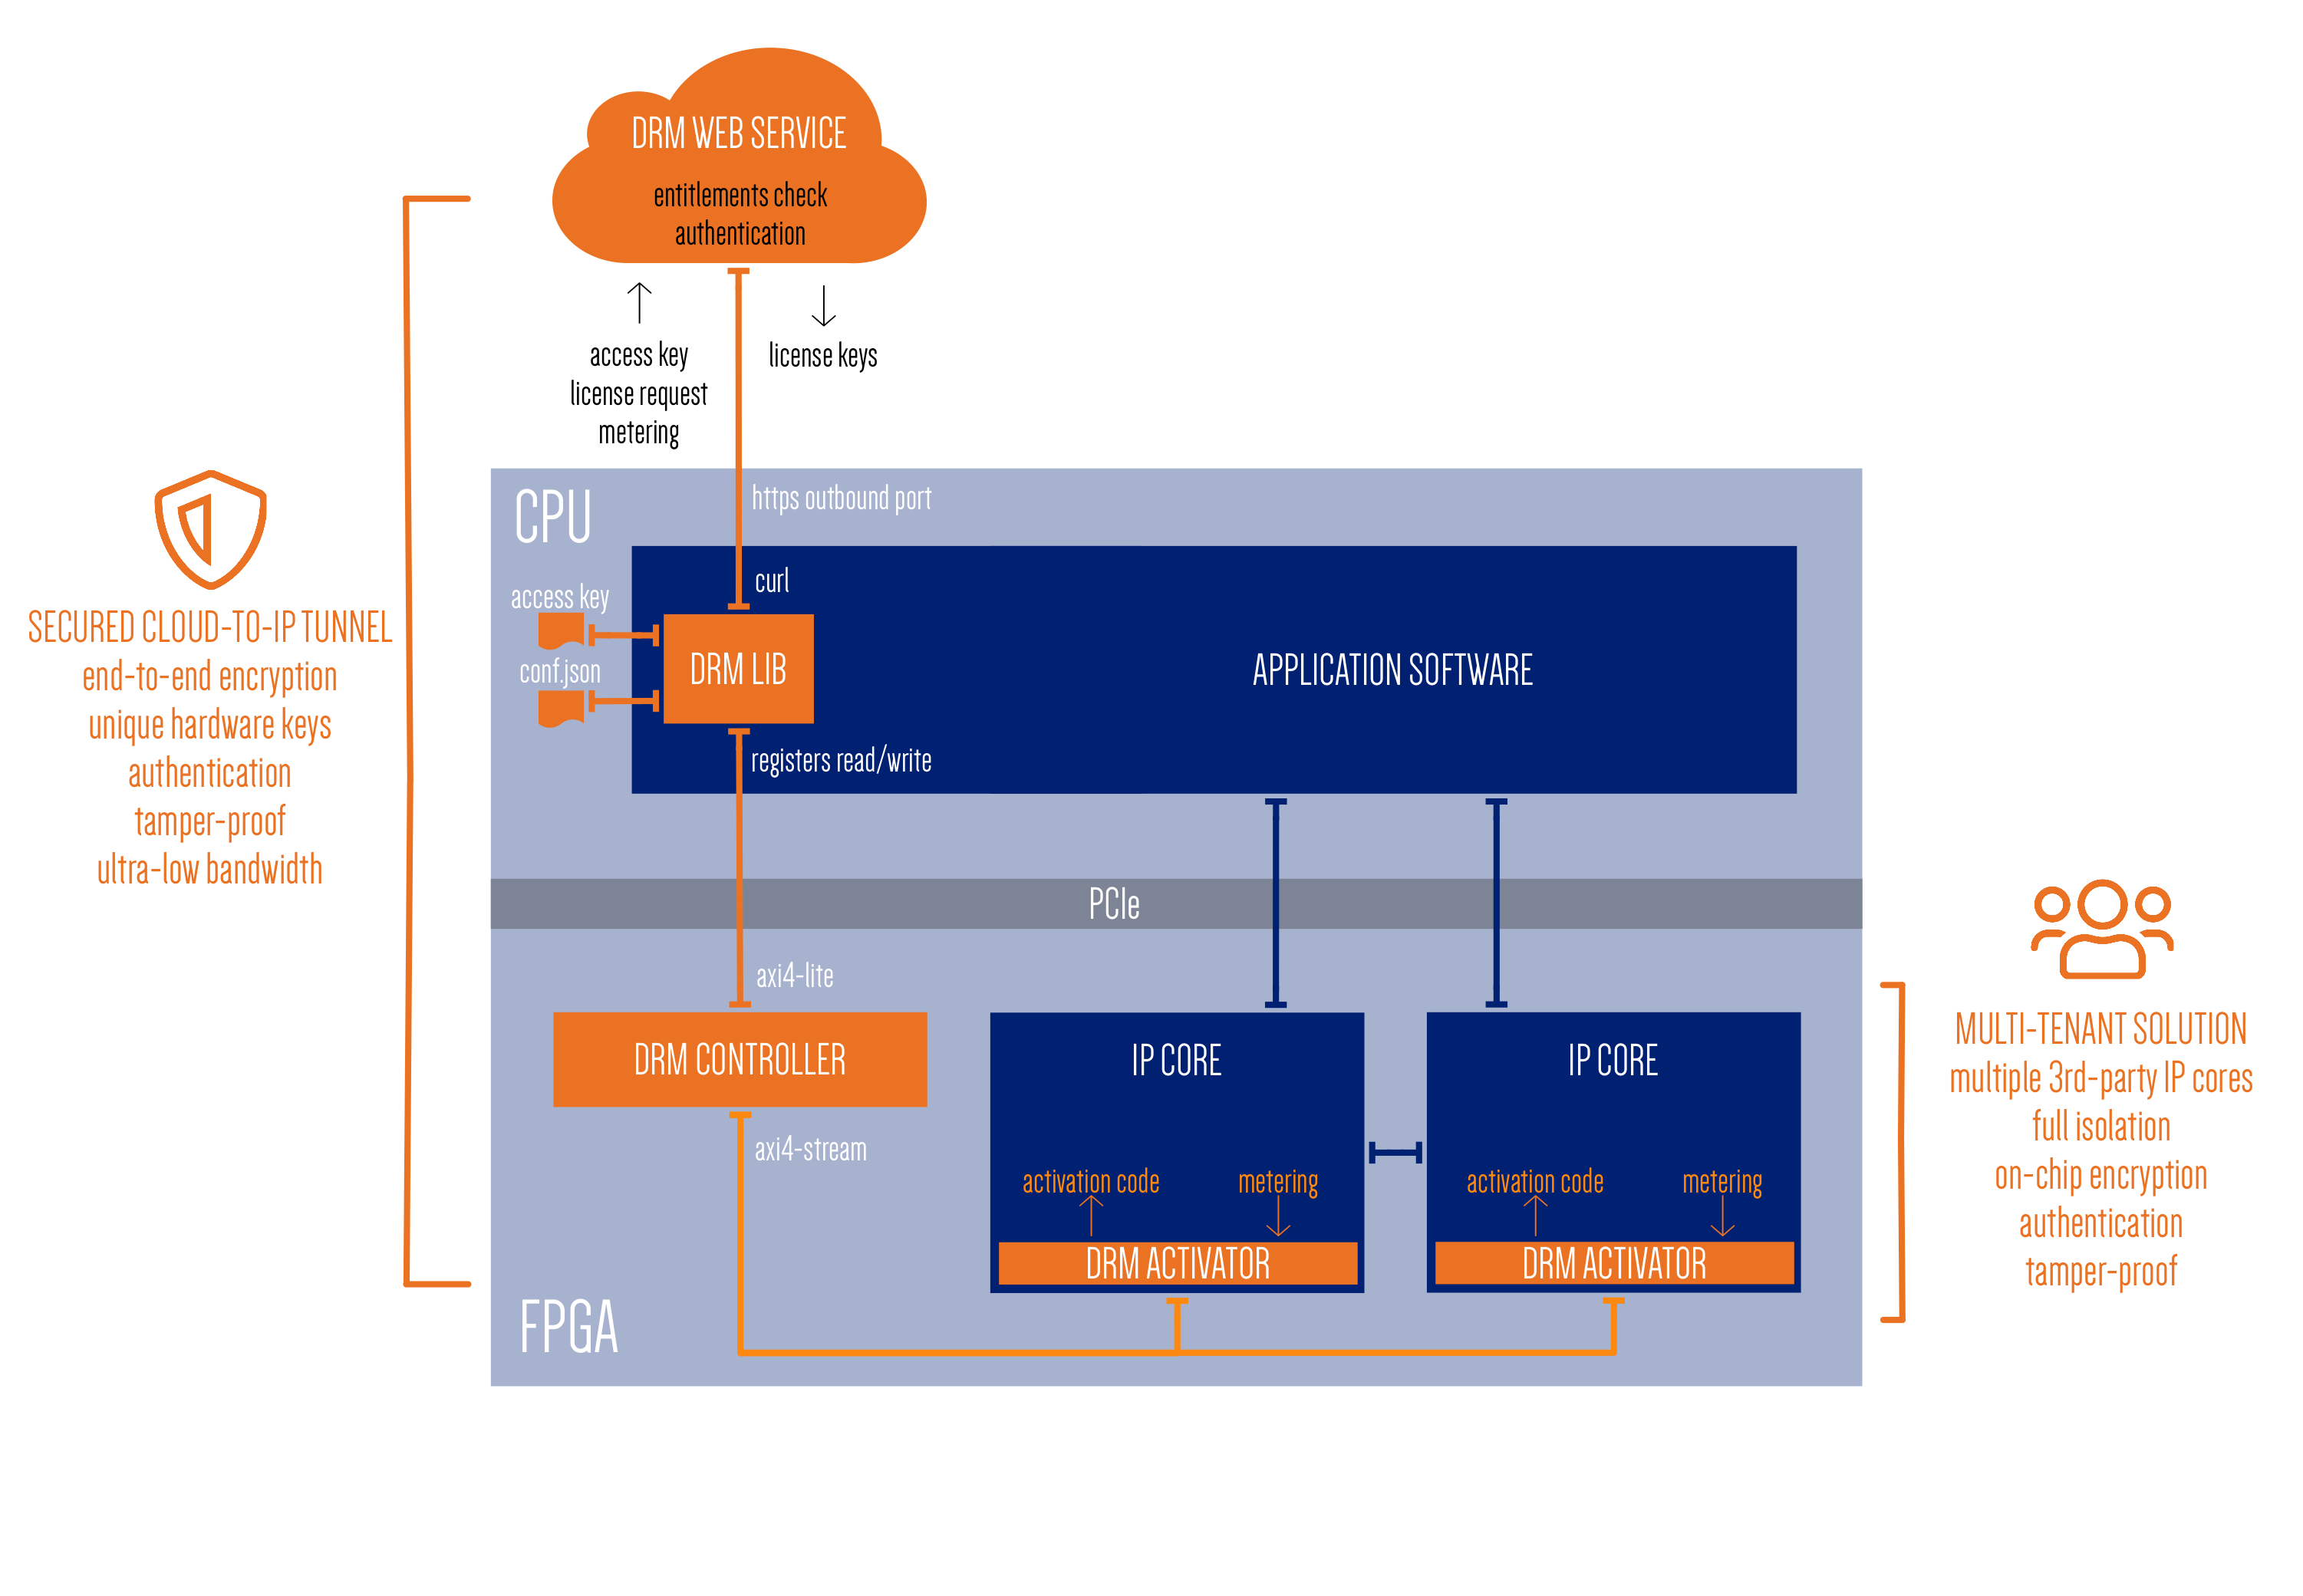 DRM WEB SERVICE
entitlements check
authentication
access key
license request
metering
license keys
CPU
https outbound port
curl
access key
conf.json
DRM LIB
APPLICATION SOFTWARE
registers read/write
SECURED CLOUD-TO-IP TUNNEL
end-to-end encryption
unique hardware keys
authentication
tamper-proof
ultra-low bandwidth
PCIe
axi4-lite
DRM CONTROLLER
axi4-stream
IP CORE
activation code
metering
DRM ACTIVATOR
IP CORE
activation code
metering
DRM ACTIVATOR
FPGA
MULTI-TENANT SOLUTION
multiple 3rd-party IP cores
full isolation
on-chip encryption
authentication
tamper-proof